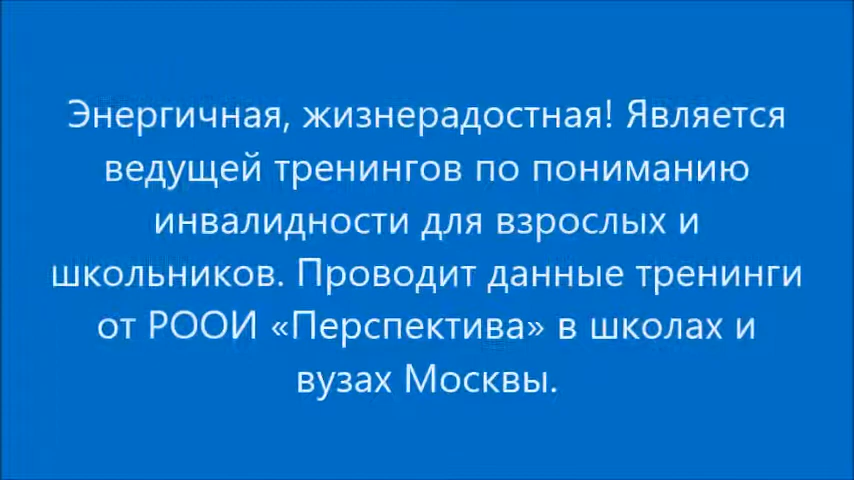 Энергичная, жизнерадостная! Является
ведущей тренингов по пониманию
инвалидности для взрослых и
школьников. Проводит данные тренинги
от РООИ «Перспектива» в школах и
вузах Москвы.